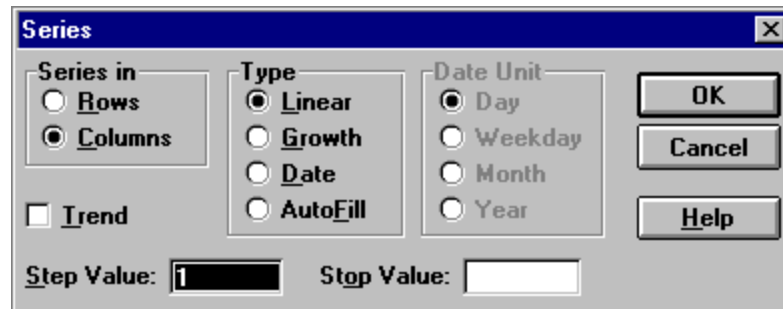 Series
Series in
Rows
Columns
Trend
Type
Linear
Growth
Date
AutoFill
Date Unit
Day
Weekday
Month
Year
OK
Cancel
Help
Step Value: 1
Stop Value: